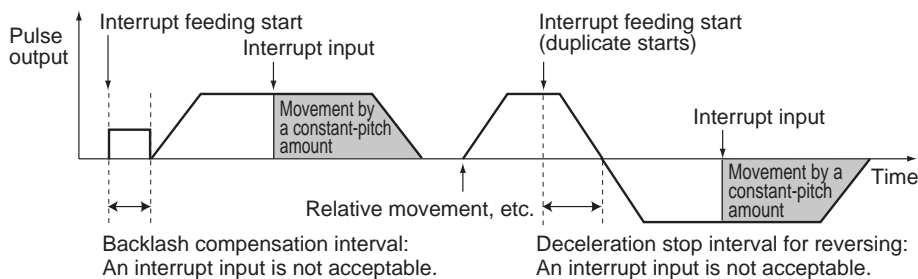 Interrupt feeding start
Interrupt feeding start
(duplicate starts)
Pulse
output
Interrupt input
Movement by
a constant-pitch
amount
Interrupt input
Movement by a
constant-pitch
amount
Time
Relative movement, etc.
Backlash compensation interval:
An interrupt input is not acceptable.
Deceleration stop interval for reversing:
An interrupt input is not acceptable.